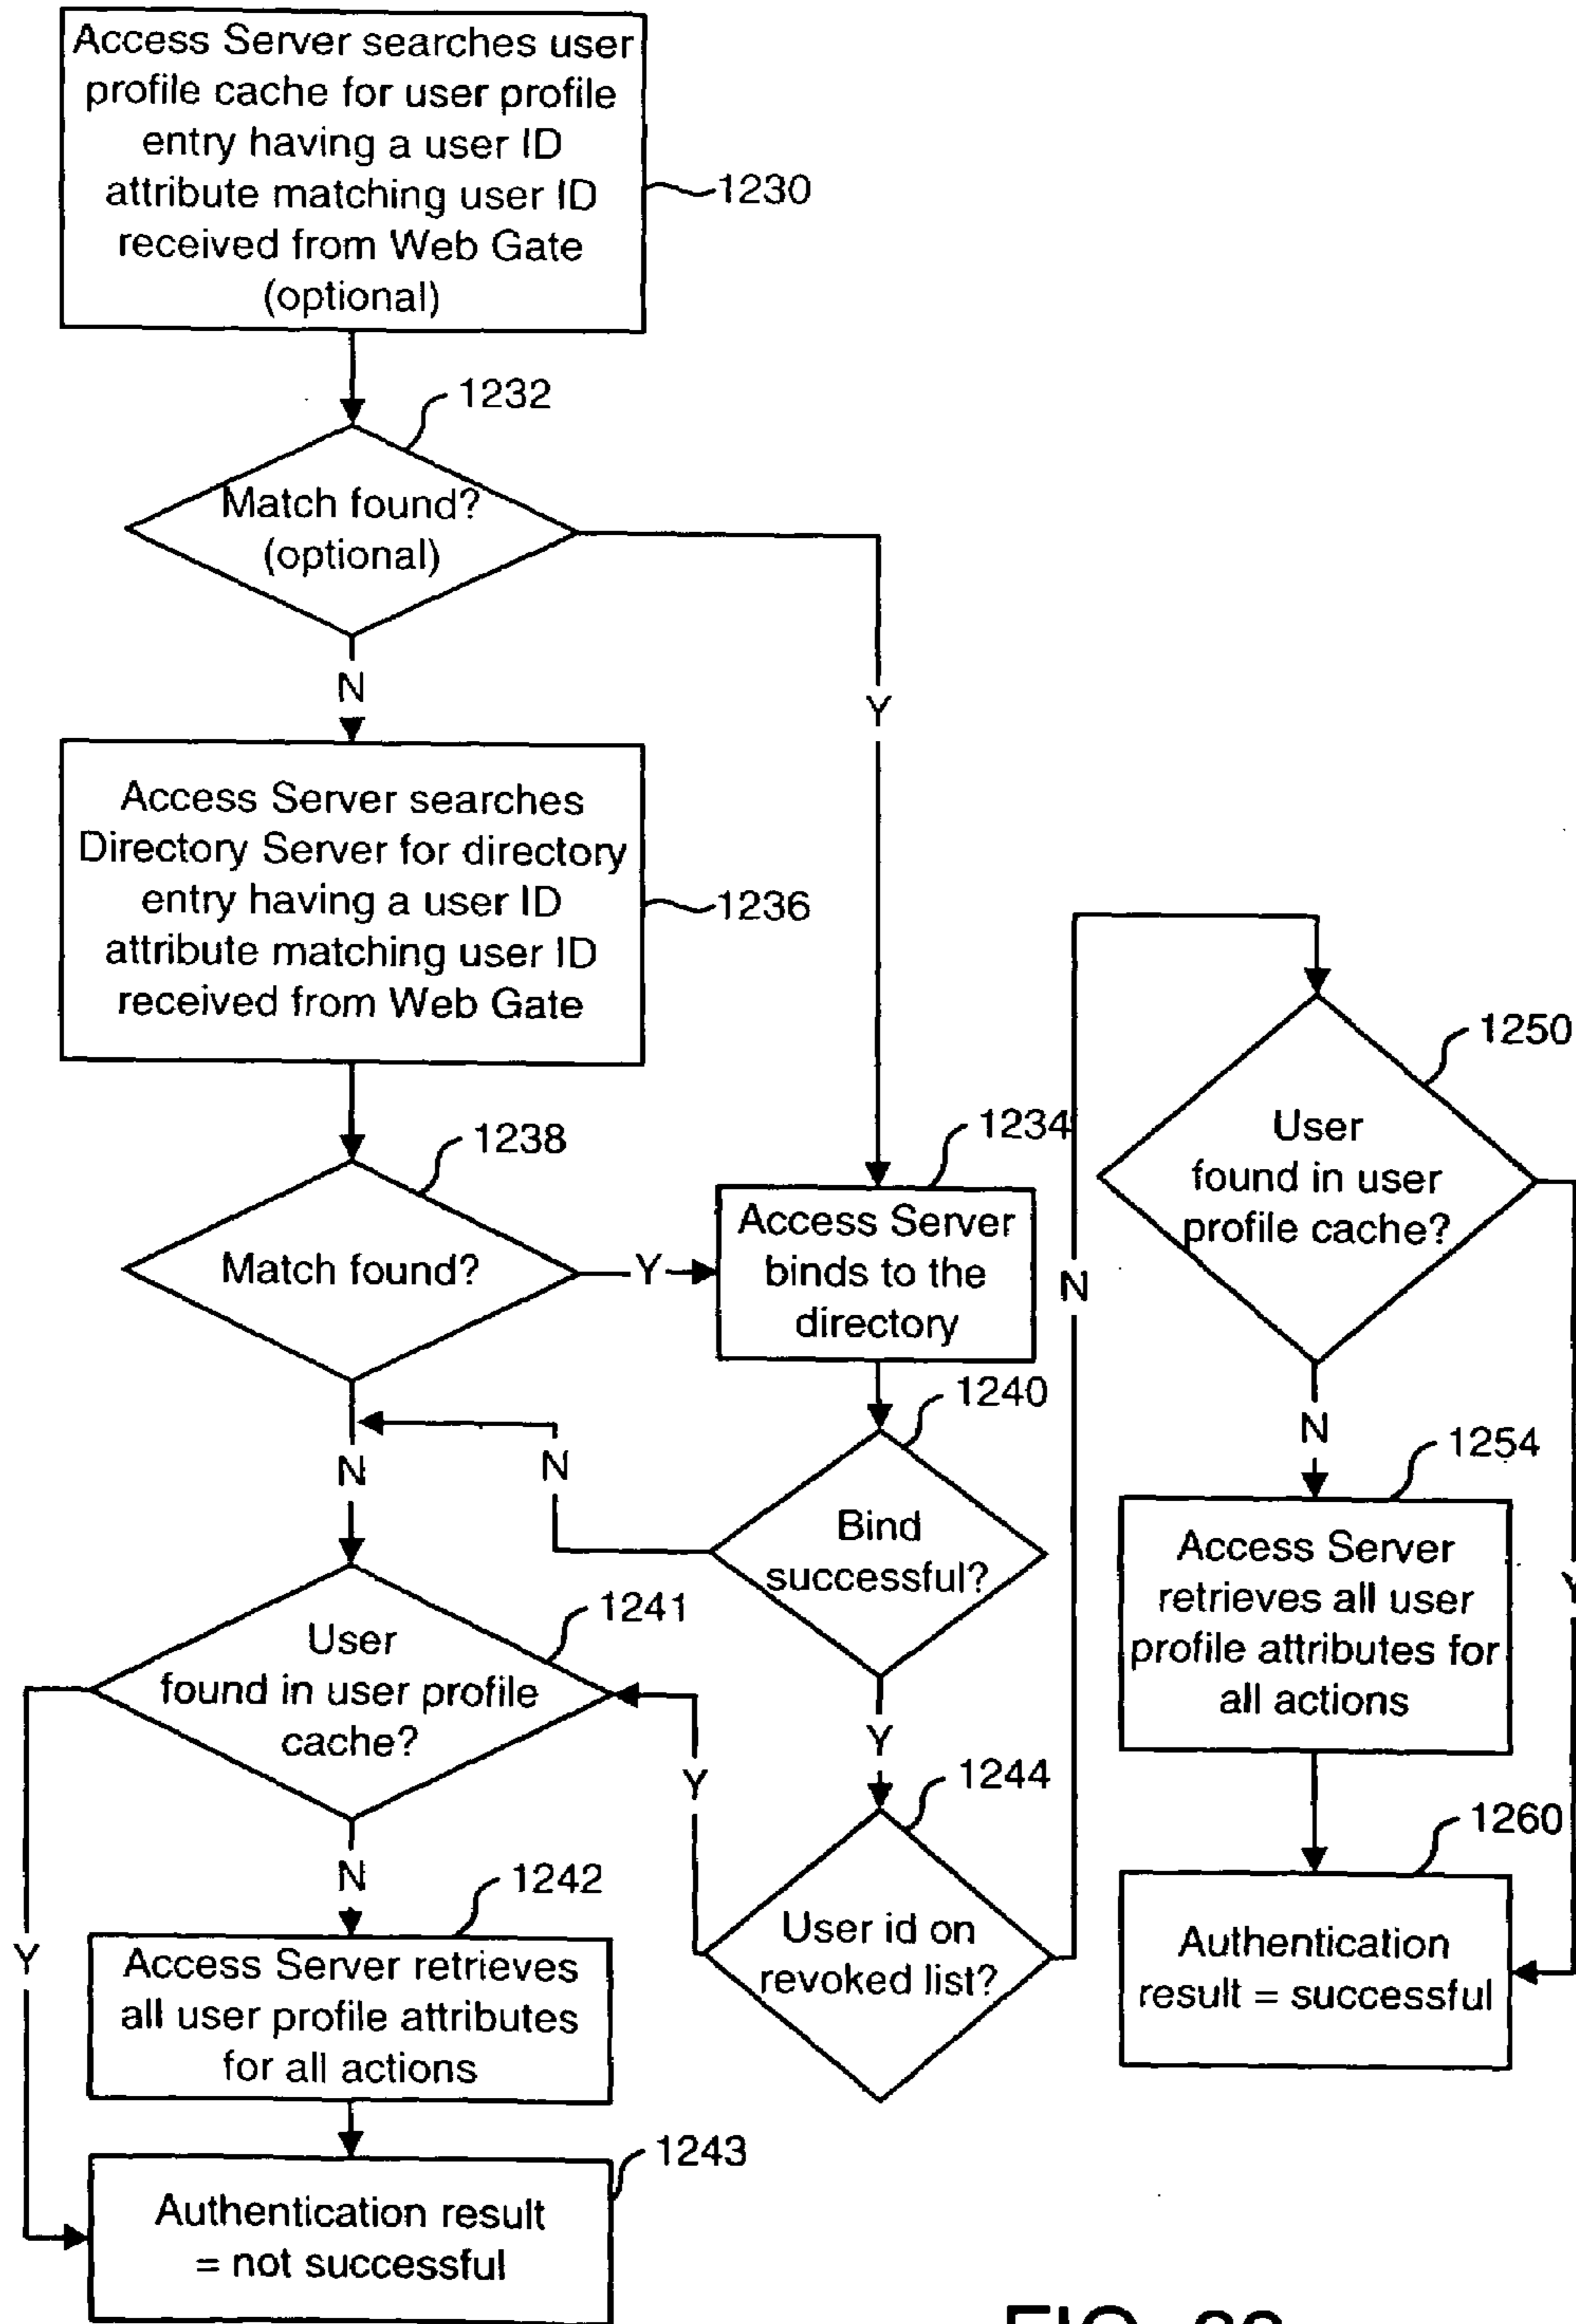 Access Server searches user
profile cache for user profile
entry having a user ID
attribute matching user ID
received from Web Gate
(optional)
1230
1232
Match found?
(optional)
N
Y
Access Server searches
Directory Server for directory
entry having a user ID
attribute matching user ID
received from Web Gate
1236
1238
Match found?
Y
N
1234
Access Server
binds to the
directory
1240
Bind
successful?
N
Y
1241
User
found in user profile
cache?
Y
N
1242
Access Server retrieves
all user profile attributes
for all actions
1243
Authentication result
= not successful
1244
User id on
revoked list?
Y
N
1250
User
found in user
profile cache?
N
Y
1254
Access Server
retrieves all user
profile attributes for
all actions
1260
Authentication
result = successful